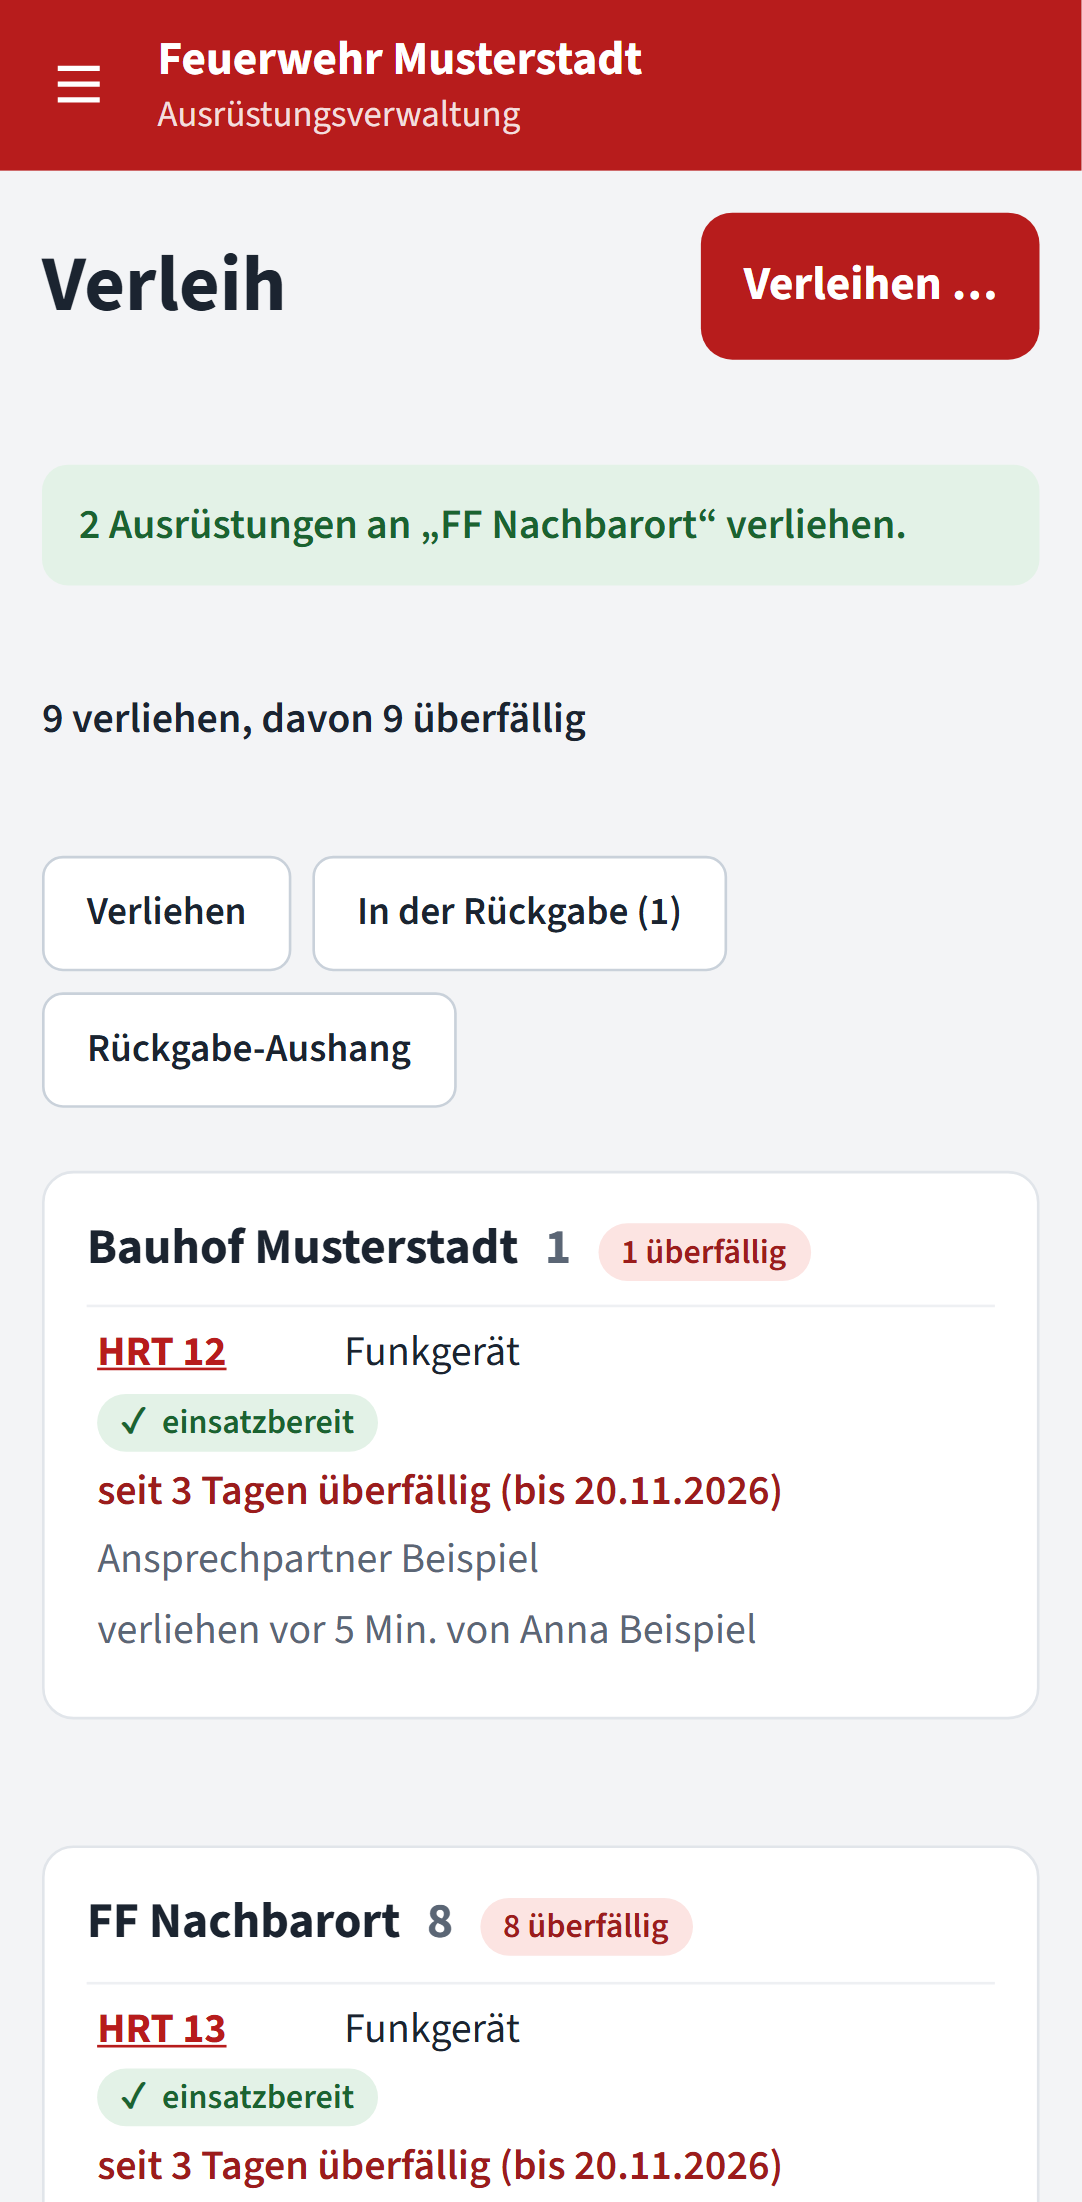 Feuerwehr Musterstadt
Ausrüstungsverwaltung
Verleih
Verleihen …
2 Ausrüstungen an „FF Nachbarort“ verliehen.
9 verliehen, davon 9 überfällig
Verliehen
In der Rückgabe (1)
Rückgabe-Aushang
Bauhof Musterstadt 1 1 überfällig
HRT 12 Funkgerät
✓ einsatzbereit
seit 3 Tagen überfällig (bis 20.11.2026)
Ansprechpartner Beispiel
verliehen vor 5 Min. von Anna Beispiel
FF Nachbarort 8 8 überfällig
HRT 13 Funkgerät
✓ einsatzbereit
seit 3 Tagen überfällig (bis 20.11.2026)